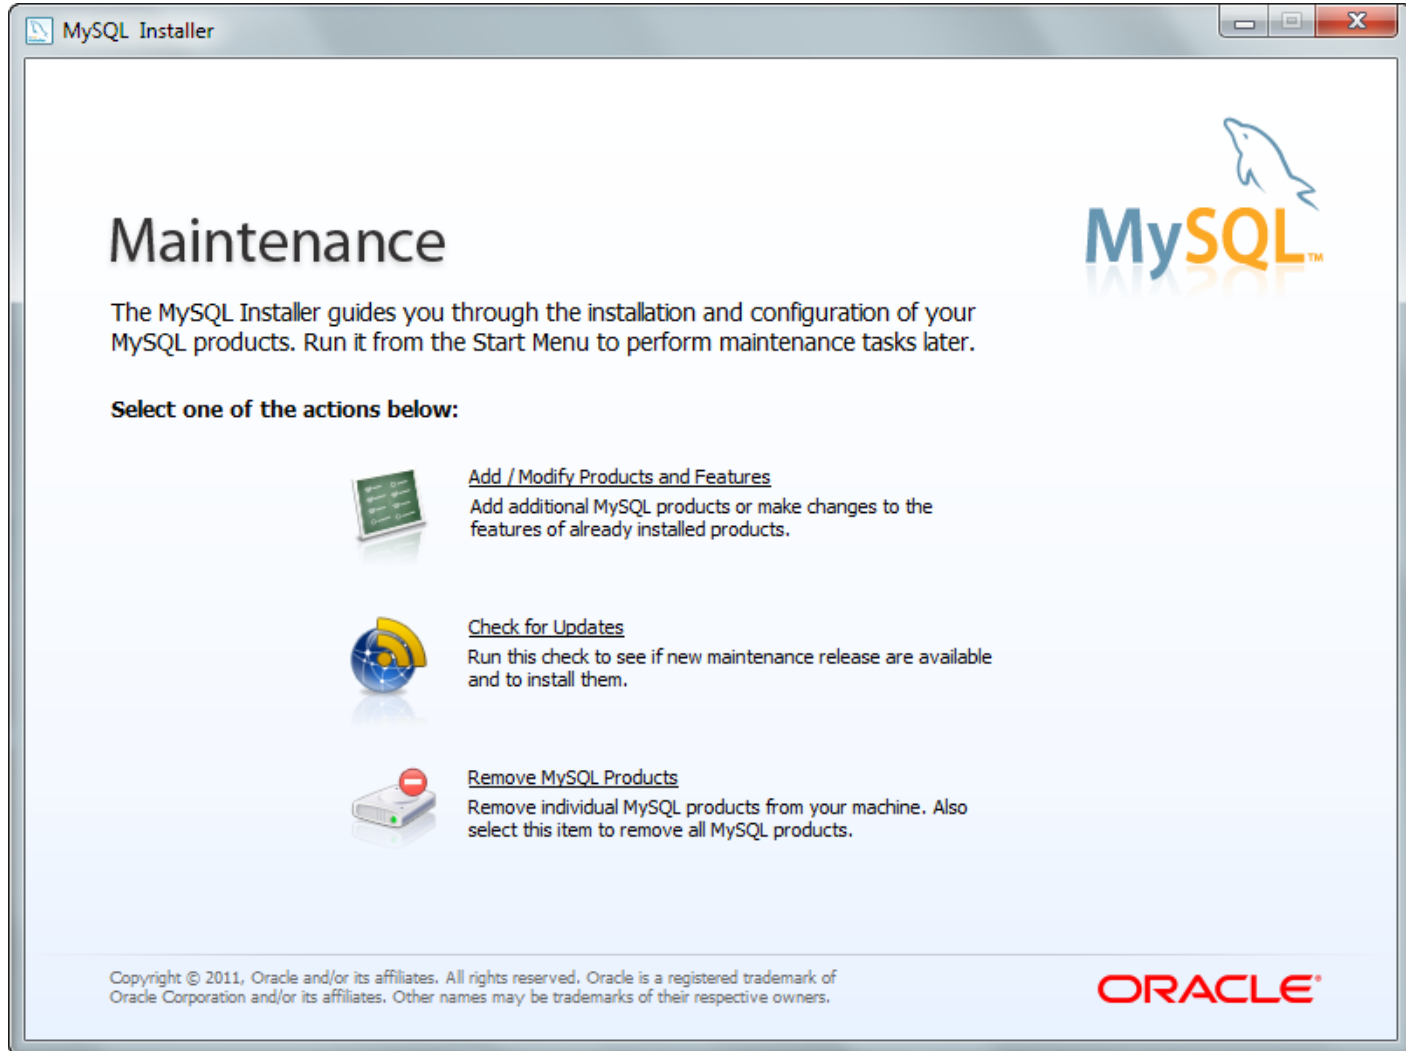 MySQL Installer
MySQL™
Maintenance
The MySQL Installer guides you through the installation and configuration of your
MySQL products. Run it from the Start Menu to perform maintenance tasks later.
Select one of the actions below:
Add / Modify Products and Features
Add additional MySQL products or make changes to the
features of already installed products.
Check for Updates
Run this check to see if new maintenance release are available
and to install them.
Remove MySQL Products
Remove individual MySQL products from your machine. Also
select this item to remove all MySQL products.
Copyright © 2011, Oracle and/or its affiliates. All rights reserved. Oracle is a registered trademark of
Oracle Corporation and/or its affiliates. Other names may be trademarks of their respective owners.
ORACLE®